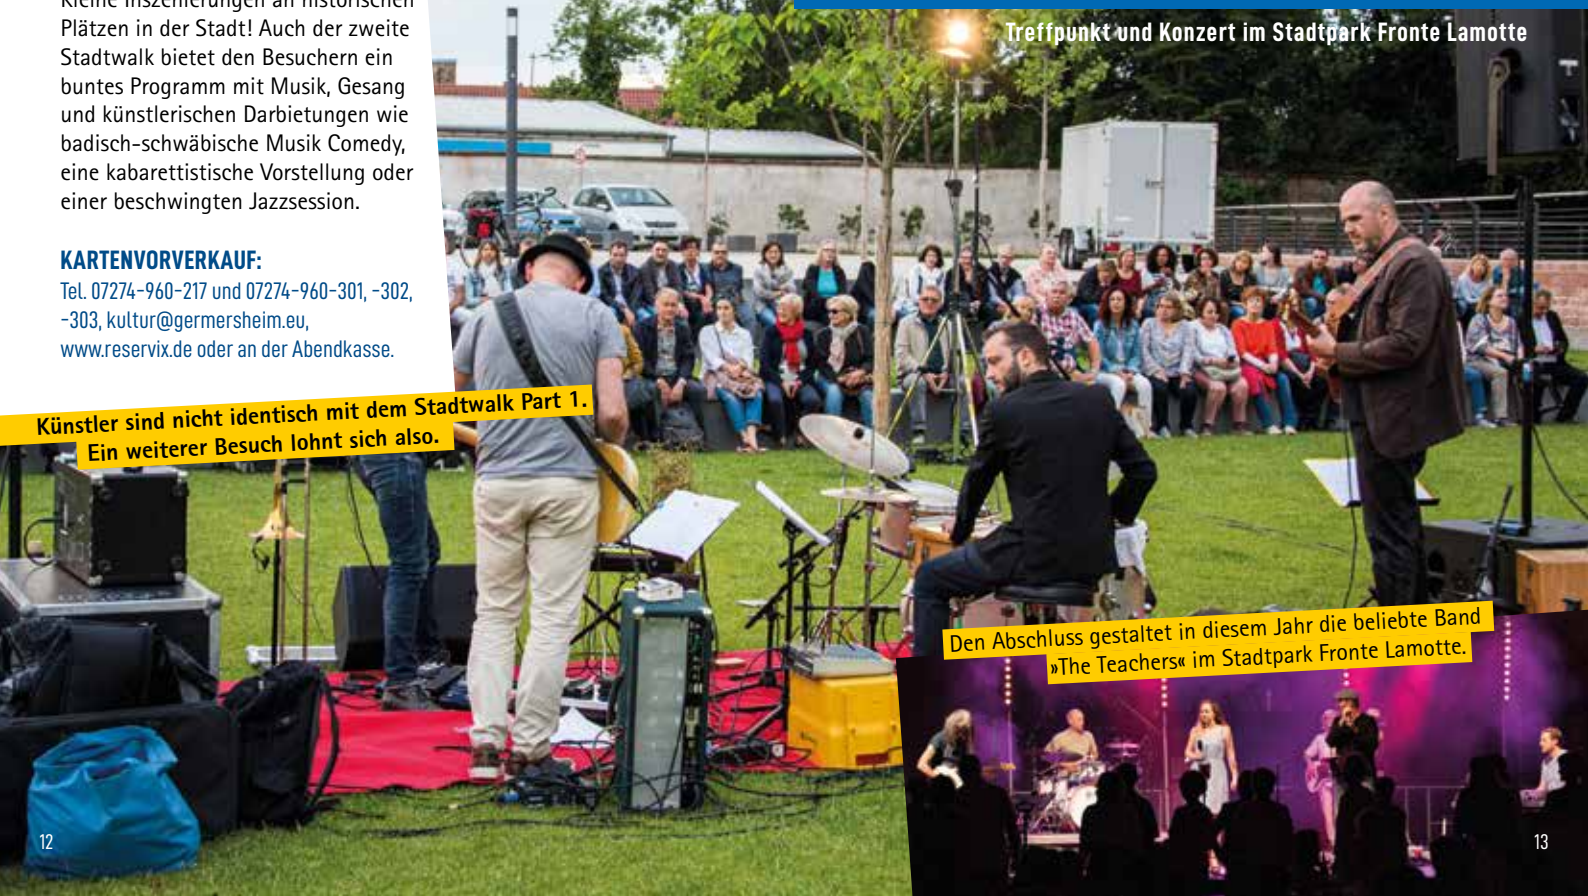 Kleine Inszenierungen an historischen
Plätzen in der Stadt! Auch der zweite
Stadtwalk bietet den Besuchern ein
buntes Programm mit Musik, Gesang
und künstlerischen Darbietungen wie
badisch-schwäbische Musik Comedy,
eine kabarettistische Vorstellung oder
einer beschwingten Jazzsession.
KARTENVORVERKAUF:
Tel. 07274-960-217 und 07274-960-301, -302,
-303, kultur@germersheim.eu,
www.reservix.de oder an der Abendkasse.
Künstler sind nicht identisch mit dem Stadtwalk Part 1.
Ein weiterer Besuch lohnt sich also.
12
Treffpunkt und Konzert im Stadtpark Fronte Lamotte
Den Abschluss gestaltet in diesem Jahr die beliebte Band
»The Teachers« im Stadtpark Fronte Lamotte.
13